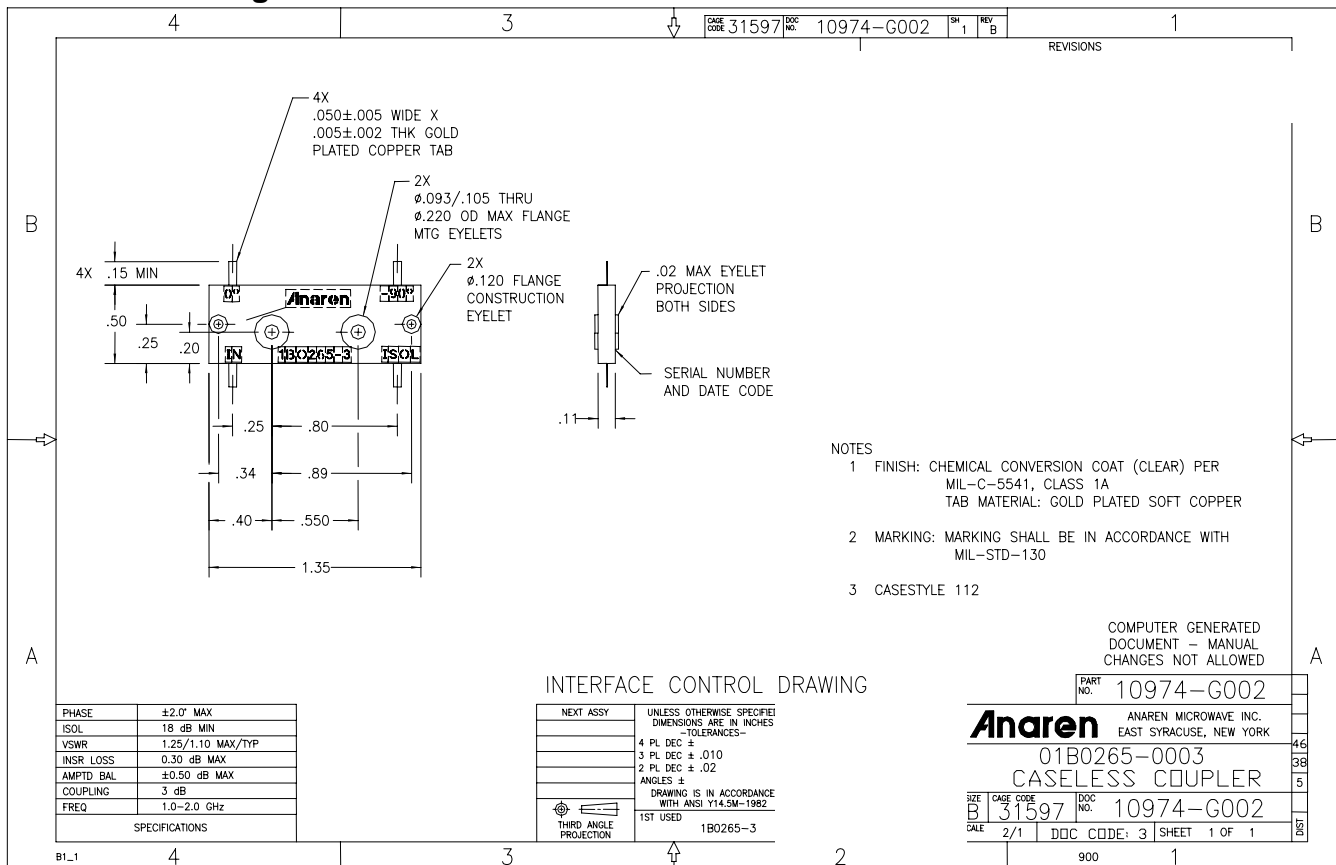 4
3
1
CAGE CODE 31597 DOC NO. 10974-G002 SH 1 REV B
REVISIONS
4X
.050±.005 WIDE X
.005±.002 THK GOLD
PLATED COPPER TAB
2X
ø.093/.105 THRU
ø.220 OD MAX FLANGE
MTG EYELETS
2X
ø.120 FLANGE
CONSTRUCTION
EYELET
B
B
4X .15 MIN
.50
.25
.20
0°
-90°
Anaren
IN
1B0265-3
ISOL
.25
.80
.34
.89
.40
.550
1.35
.02 MAX EYELET
PROJECTION
BOTH SIDES
SERIAL NUMBER
AND DATE CODE
.11
NOTES
1 FINISH: CHEMICAL CONVERSION COAT (CLEAR) PER
MIL-C-5541, CLASS 1A
TAB MATERIAL: GOLD PLATED SOFT COPPER
2 MARKING: MARKING SHALL BE IN ACCORDANCE WITH
MIL-STD-130
3 CASESTYLE 112
COMPUTER GENERATED
DOCUMENT - MANUAL
CHANGES NOT ALLOWED
A
A
INTERFACE CONTROL DRAWING
PHASE ±2.0° MAX
ISOL 18 dB MIN
VSWR 1.25/1.10 MAX/TYP
INSR LOSS 0.30 dB MAX
AMPTD BAL ±0.50 dB MAX
COUPLING 3 dB
FREQ 1.0-2.0 GHz
SPECIFICATIONS
NEXT ASSY
UNLESS OTHERWISE SPECIFIE
DIMENSIONS ARE IN INCHES
-TOLERANCES-
4 PL DEC ±
3 PL DEC ± .010
2 PL DEC ± .02
ANGLES ±
DRAWING IS IN ACCORDANCE
WITH ANSI Y14.5M-1982
THIRD ANGLE
PROJECTION
1ST USED
1B0265-3
PART NO. 10974-G002
Anaren
ANAREN MICROWAVE INC.
EAST SYRACUSE, NEW YORK
01B0265-0003
CASELESS COUPLER
SIZE B CAGE CODE 31597 DOC NO. 10974-G002
CALE 2/1 DOC CODE: 3 SHEET 1 OF 1
46
38
5
DIST
B1_1
4
3
2
900
1